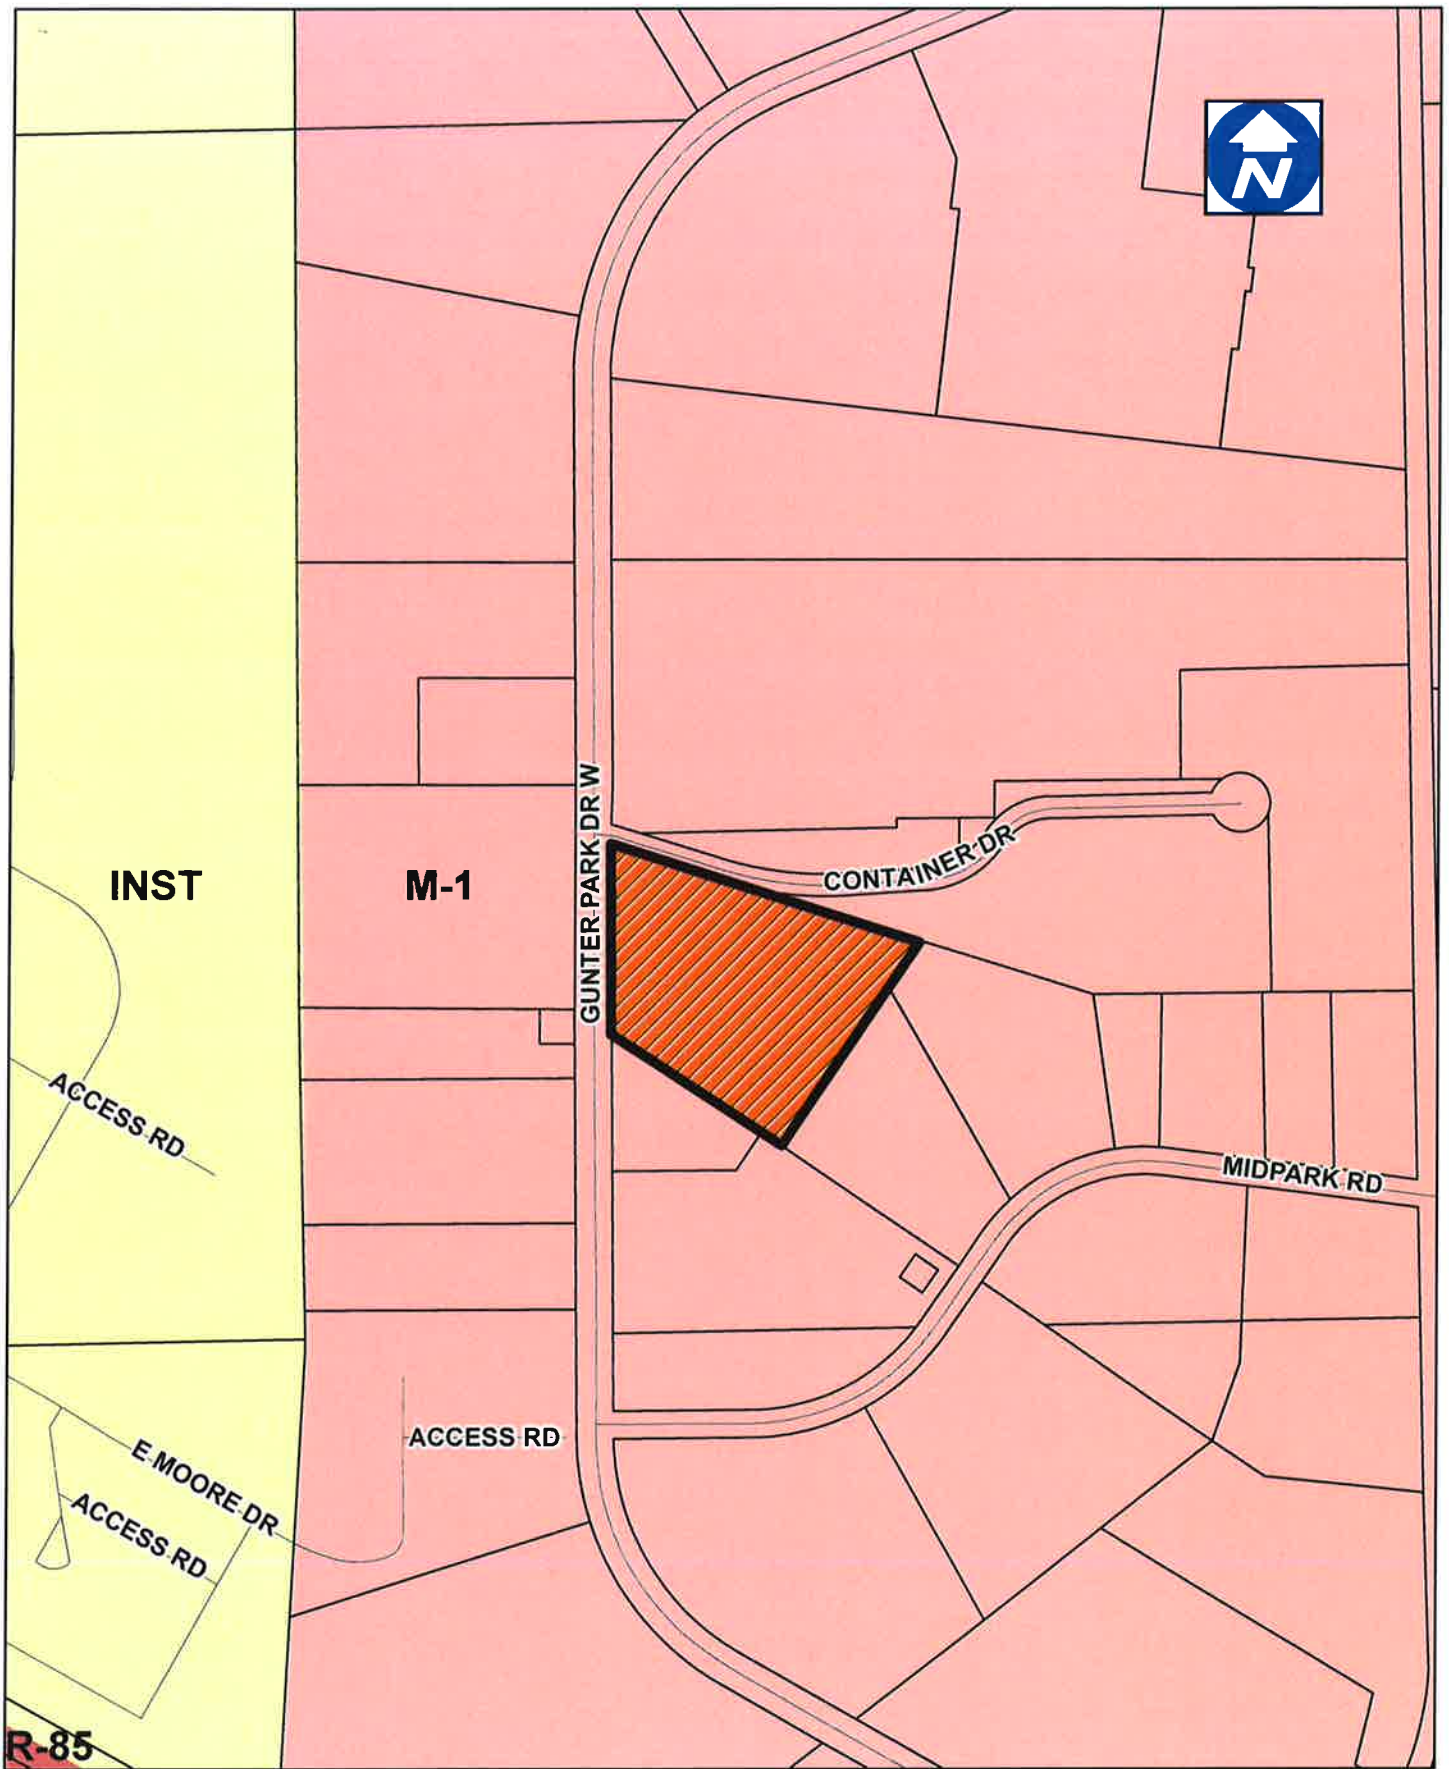 N
GUNTER PARK DR W
CONTAINER DR
INST
M-1
ACCESS RD
MIDPARK RD
ACCESS RD
E MOORE DR
ACCESS RD
R-85